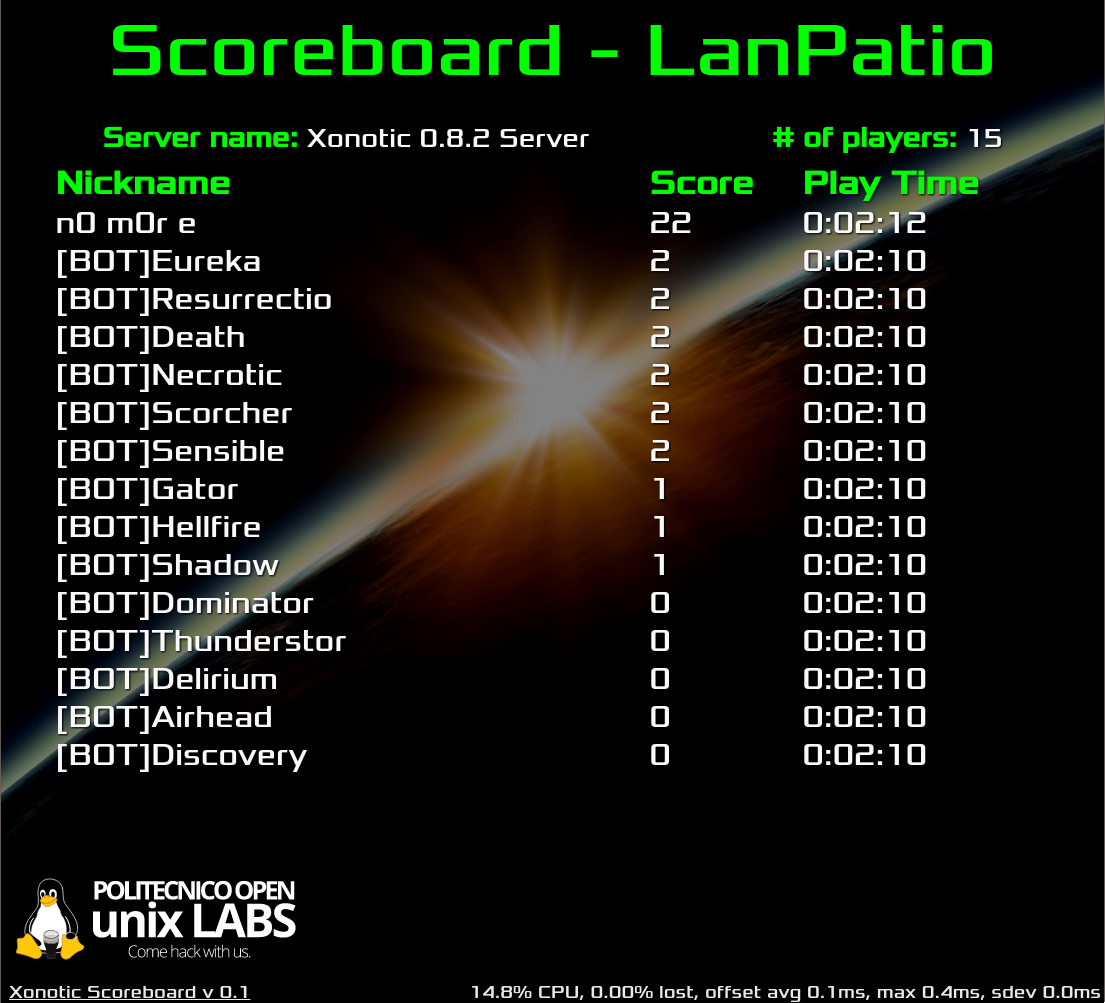 Scoreboard - LanPatio
Server name: Xonotic 0.8.2 Server # of players: 15
Nickname Score Play Time
n0 m0r e 22 0:02:12
[BOT]Eureka 2 0:02:10
[BOT]Resurrectio 2 0:02:10
[BOT]Death 2 0:02:10
[BOT]Necrotic 2 0:02:10
[BOT]Scorcher 2 0:02:10
[BOT]Sensible 2 0:02:10
[BOT]Gator 1 0:02:10
[BOT]Hellfire 1 0:02:10
[BOT]Shadow 1 0:02:10
[BOT]Dominator 0 0:02:10
[BOT]Thunderstor 0 0:02:10
[BOT]Delirium 0 0:02:10
[BOT]Airhead 0 0:02:10
[BOT]Discovery 0 0:02:10
POLITECNICO OPEN
unix LABS
Come hack with us.
Xonotic Scoreboard v 0.1 14.8% CPU, 0.00% lost, offset avg 0.1ms, max 0.4ms, sdev 0.0ms